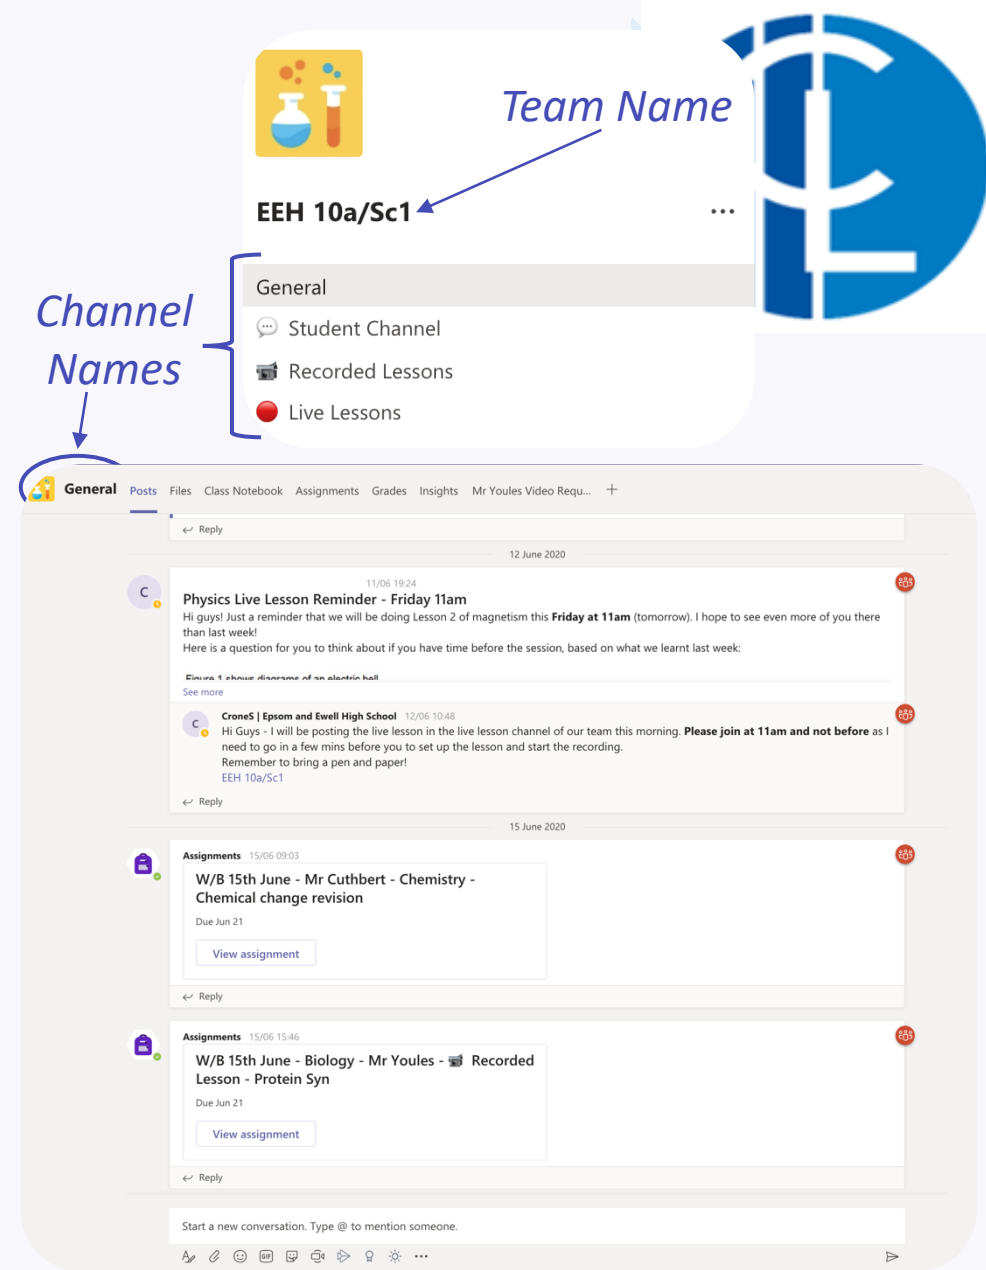 Team Name
EEH 10a/Sc1
Channel
Names
General
Student Channel
Recorded Lessons
Live Lessons
General Posts Files Class Notebook Assignments Grades Insights Mr Youles Video Requ... +
Reply
12 June 2020
C
11/06 19:24
Physics Live Lesson Reminder - Friday 11am
Hi guys! Just a reminder that we will be doing Lesson 2 of magnetism this Friday at 11am (tomorrow). I hope to see even more of you there
than last week!
Here is a question for you to think about if you have time before the session, based on what we learnt last week:
Figure 1 shows diagrams of an electric bell
See more
C
CroneS | Epsom and Ewell High School 12/06 10:48
Hi Guys - I will be posting the live lesson in the live lesson channel of our team this morning. Please join at 11am and not before as I
need to go in a few mins before you to set up the lesson and start the recording.
Remember to bring a pen and paper!
EEH 10a/Sc1
Reply
15 June 2020
Assignments 15/06 09:03
W/B 15th June - Mr Cuthbert - Chemistry -
Chemical change revision
Due Jun 21
View assignment
Reply
Assignments 15/06 15:46
W/B 15th June - Biology - Mr Youles - 📹 Recorded
Lesson - Protein Syn
Due Jun 21
View assignment
Reply
Start a new conversation. Type @ to mention someone.
GIF